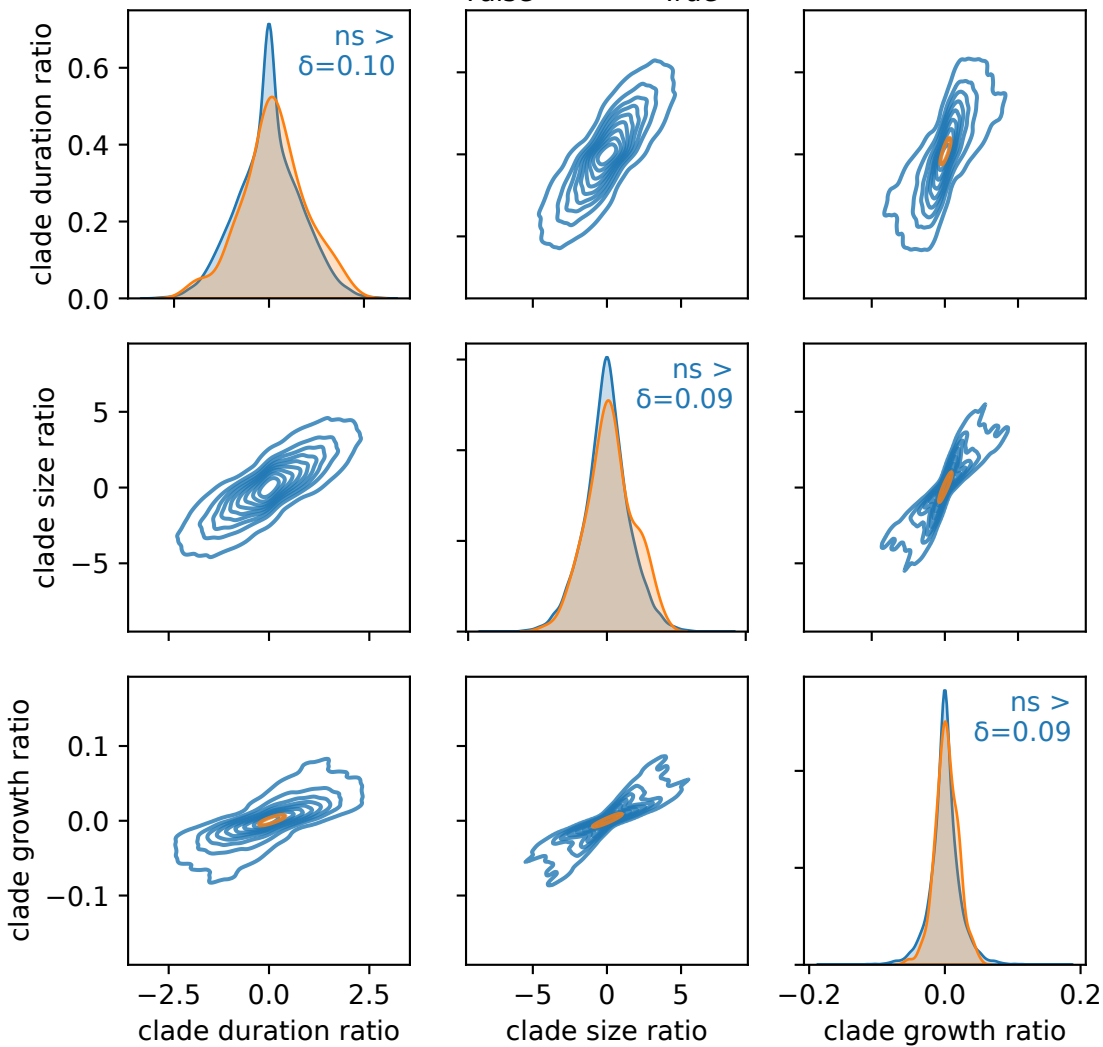 clade duration ratio
0.6
0.4
0.2
0.0
ns >
δ=0.10
clade size ratio
5
0
−5
ns >
δ=0.09
clade growth ratio
0.1
0.0
−0.1
ns >
δ=0.09
−2.5 0.0 2.5
−5 0 5
−0.2 0.0 0.2
clade duration ratio
clade size ratio
clade growth ratio